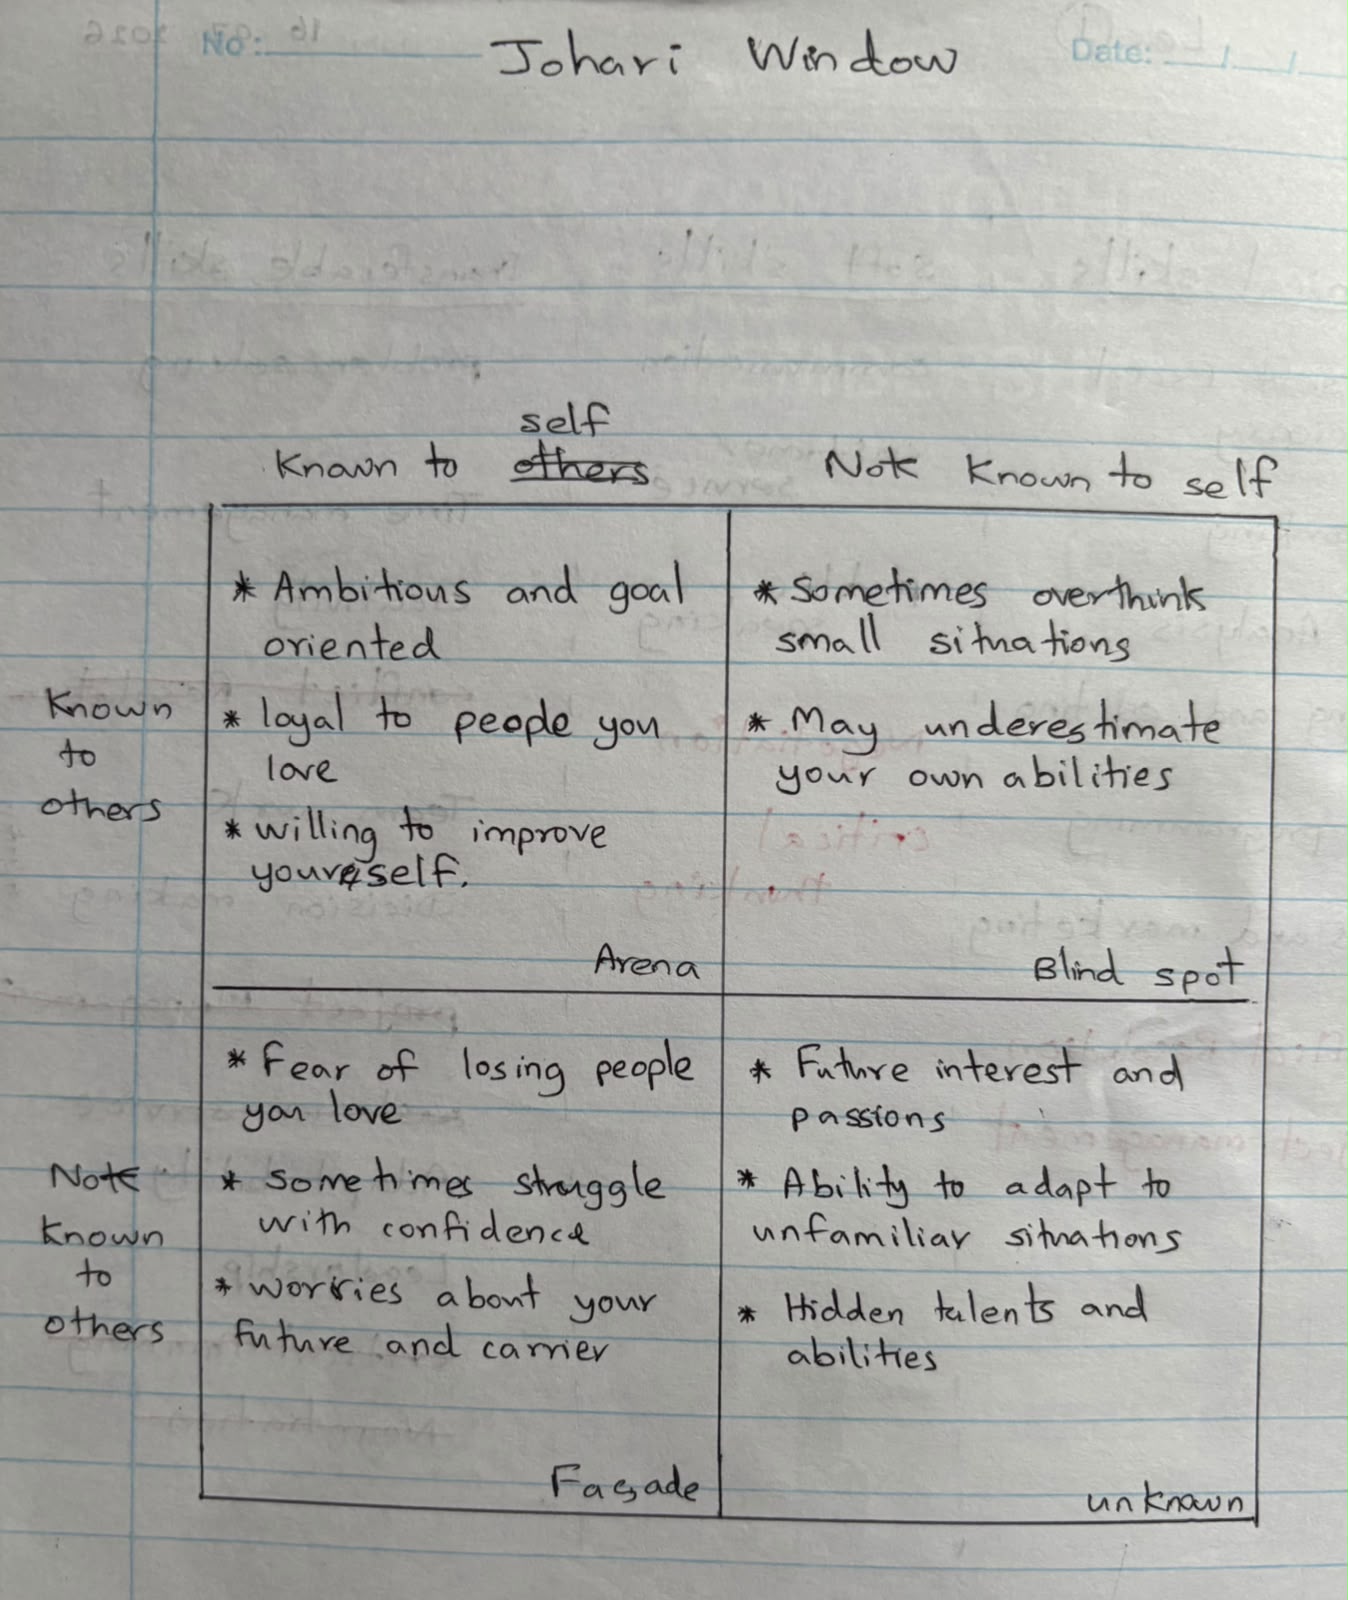 No:
Johari Window
Date:
self
Known to others
Not Known to self
* Ambitious and goal
oriented
* loyal to people you
love
* willing to improve
yourself.
Arena
* Sometimes overthink
small situations
* May underestimate
your own abilities
Blind spot
Known
to
others
* Fear of losing people
you love
* sometimes struggle
with confidence
* worries about your
future and carrier
Façade
* Future interest and
passions
* Ability to adapt to
unfamiliar situations
* Hidden talents and
abilities
unknown
Not
Known
to
others